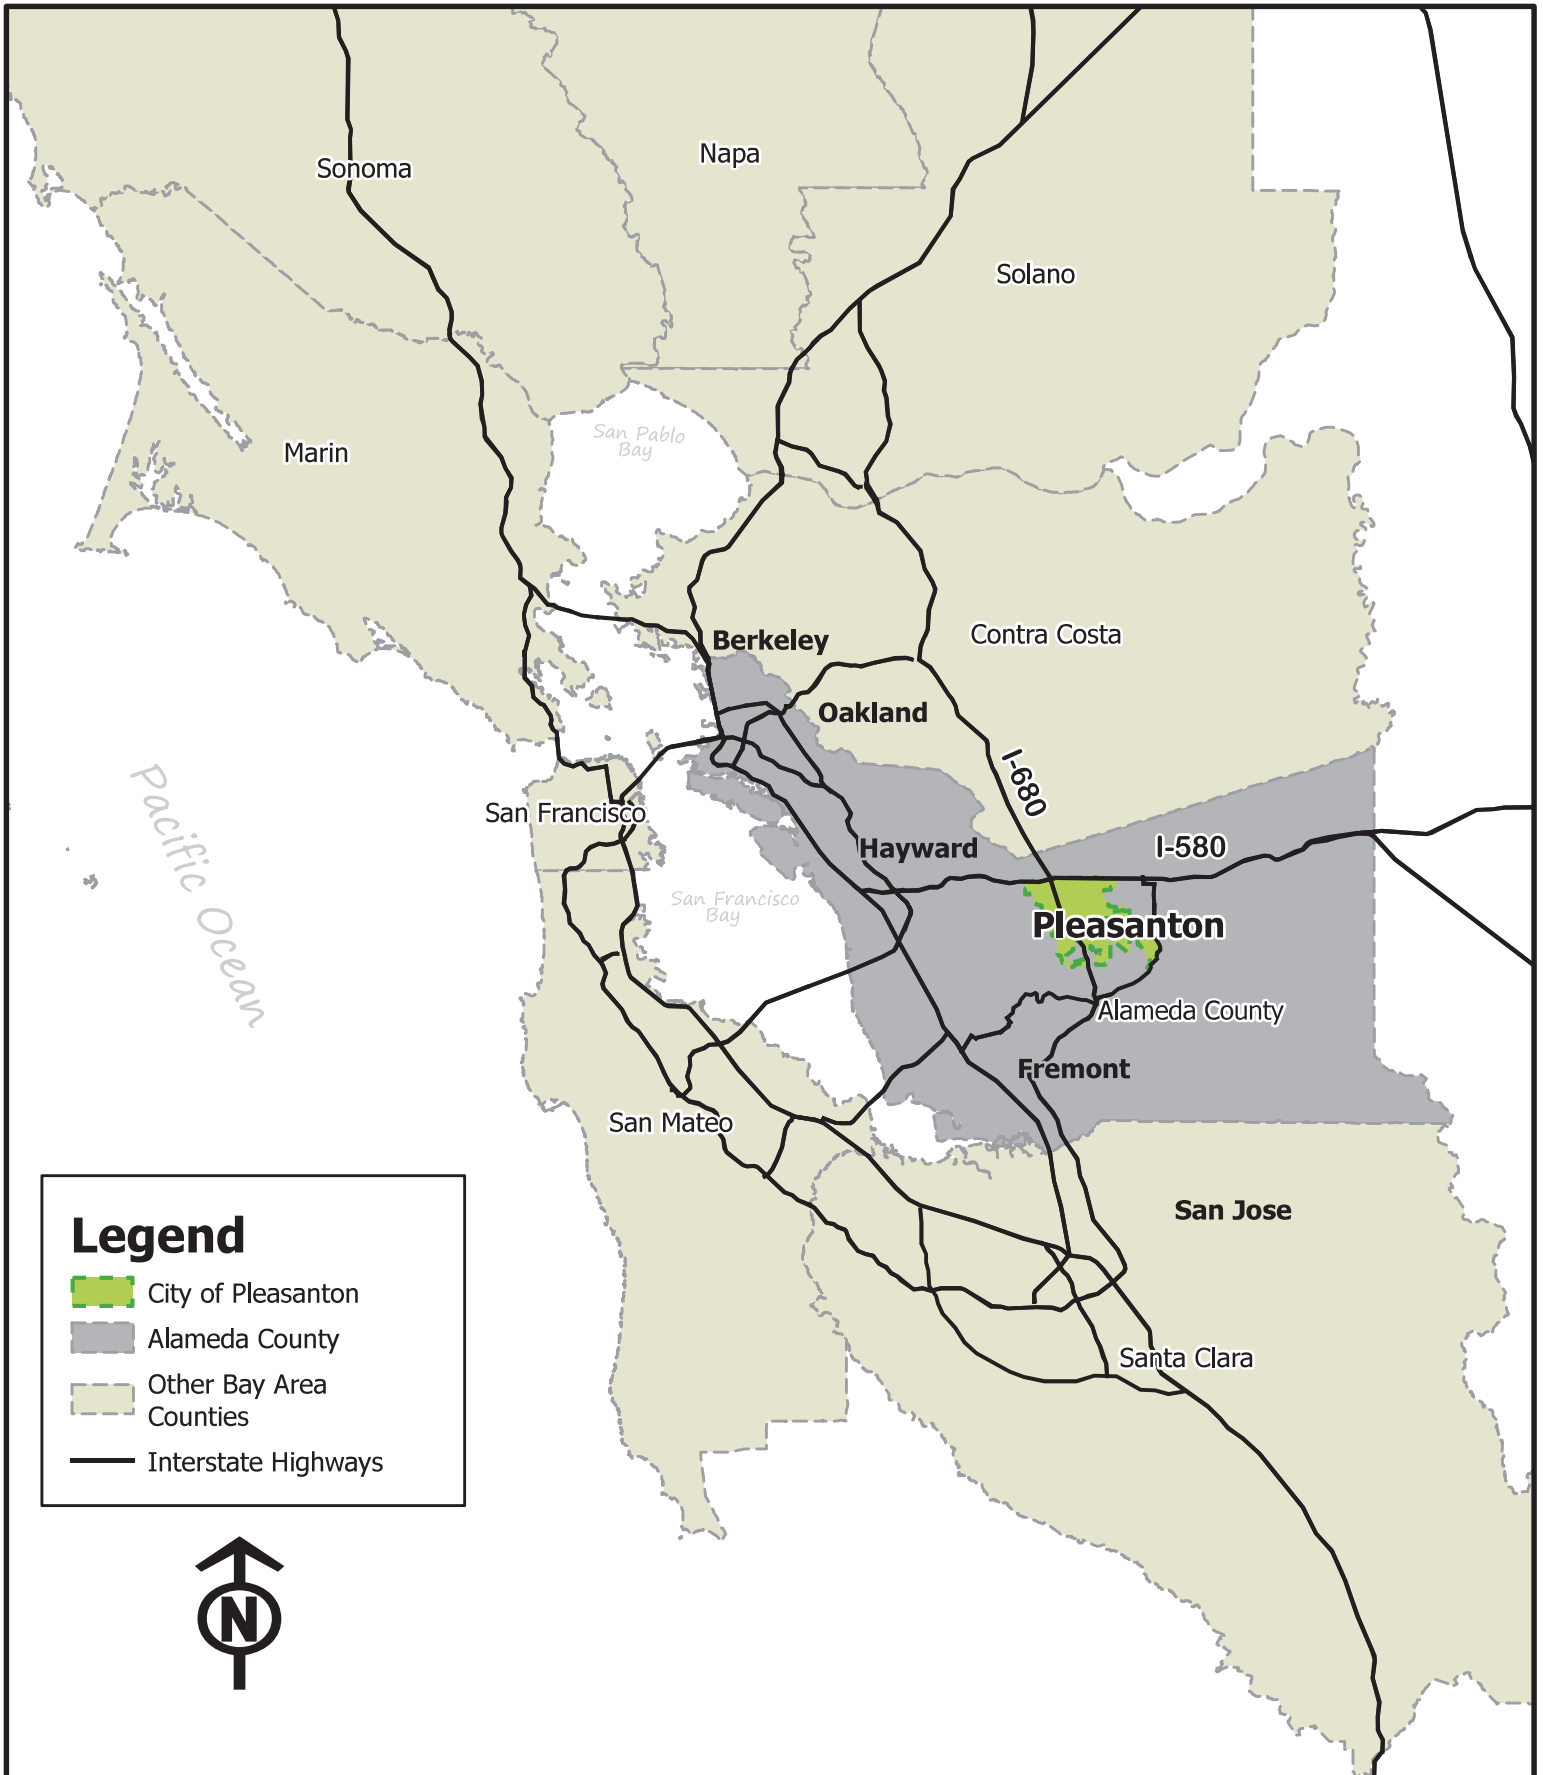 Napa
Sonoma
Solano
San Pablo
Bay
Marin
Contra Costa
Berkeley
Oakland
I-680
San Francisco
Hayward
I-580
Pacific Ocean
San Francisco
Bay
Pleasanton
Alameda County
Fremont
San Mateo
San Jose
Santa Clara
Legend
City of Pleasanton
Alameda County
Other Bay Area
Counties
Interstate Highways
N